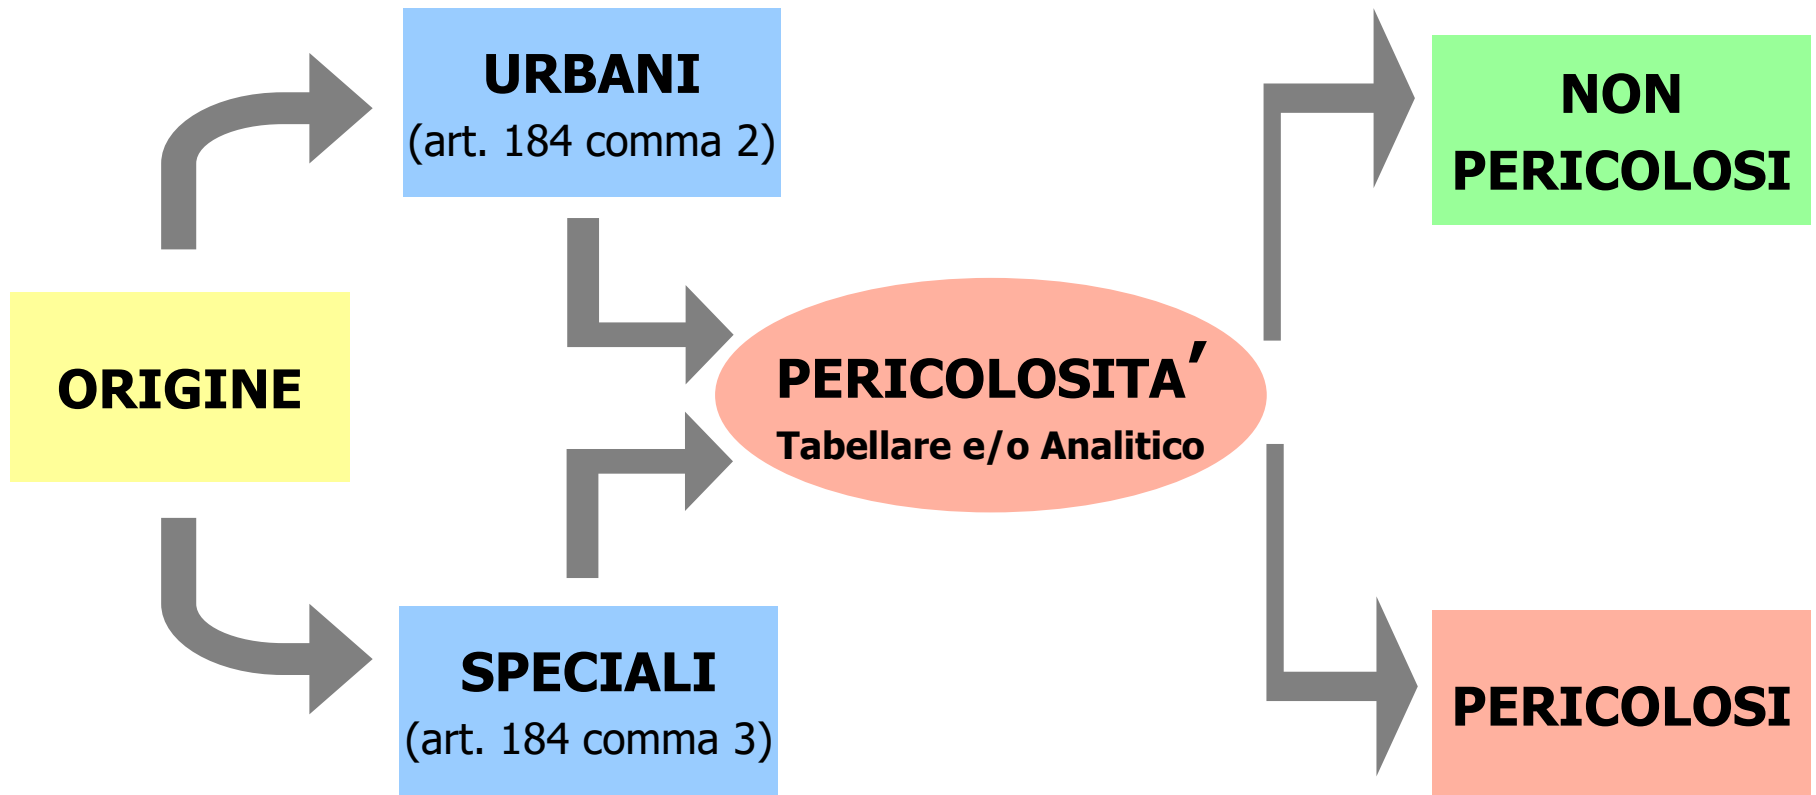 URBANI
(art. 184 comma 2)
NON
PERICOLOSI
ORIGINE
PERICOLOSITA’
Tabellare e/o Analitico
SPECIALI
(art. 184 comma 3)
PERICOLOSI